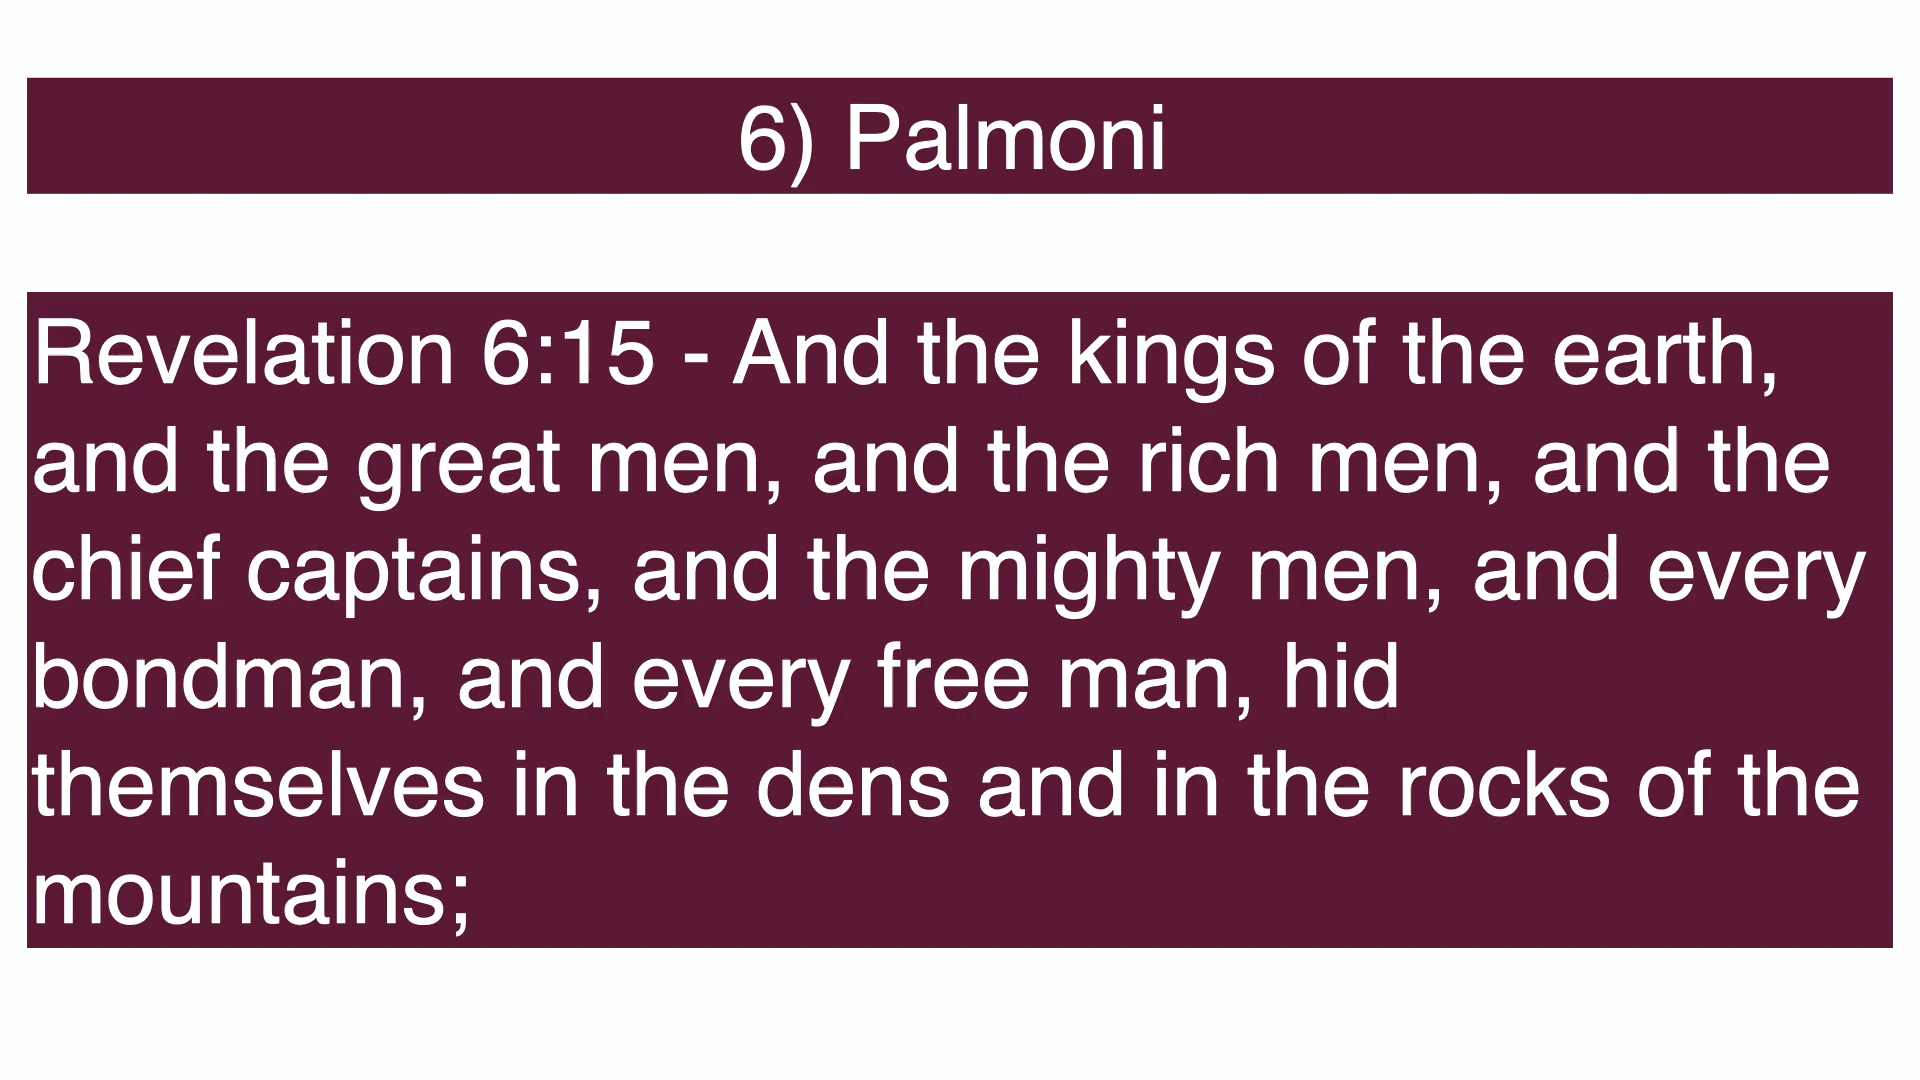 6) Palmoni
Revelation 6:15 - And the kings of the earth,
and the great men, and the rich men, and the
chief captains, and the mighty men, and every
bondman, and every free man, hid
themselves in the dens and in the rocks of the
mountains;